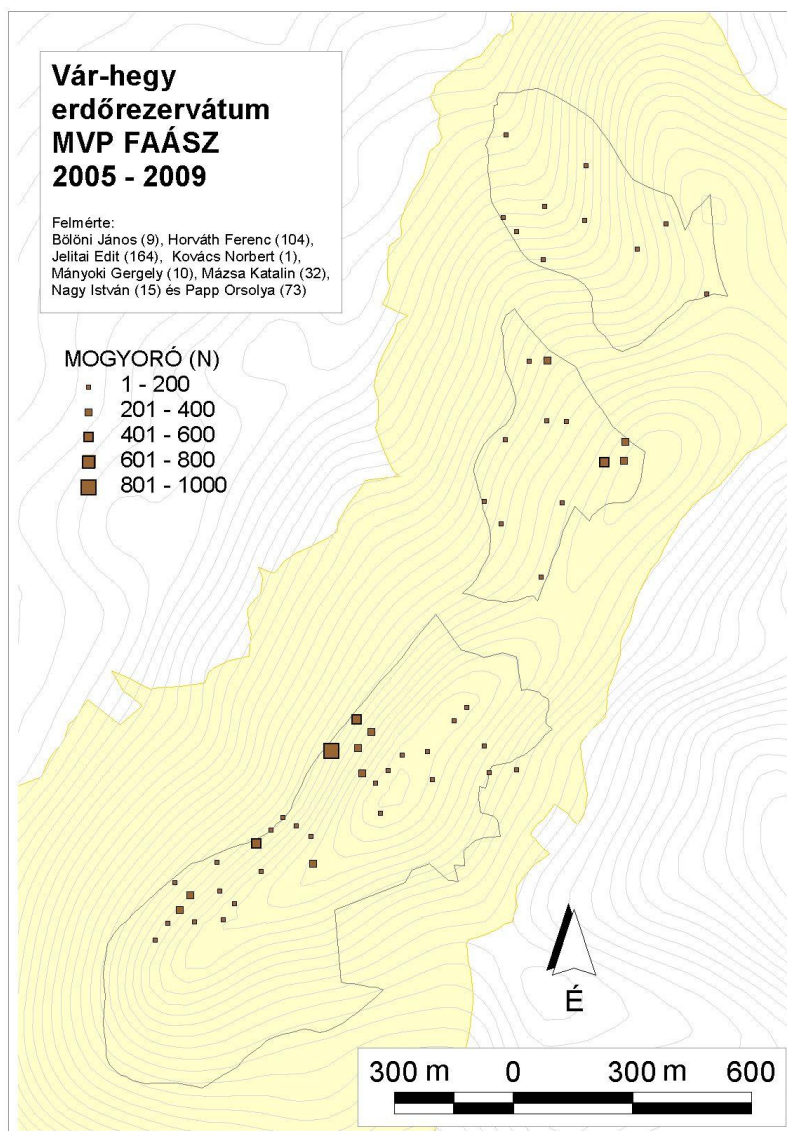 Vár-hegy
erdőrezervátum
MVP FAÁSZ
2005 - 2009
Felmérte:
Bölöni János (9), Horváth Ferenc (104),
Jelitai Edit (164), Kovács Norbert (1),
Mányoki Gergely (10), Mázsa Katalin (32),
Nagy István (15) és Papp Orsolya (73)
MOGYORÓ (N)
1 - 200
201 - 400
401 - 600
601 - 800
801 - 1000
É
300 m 0 300 m 600